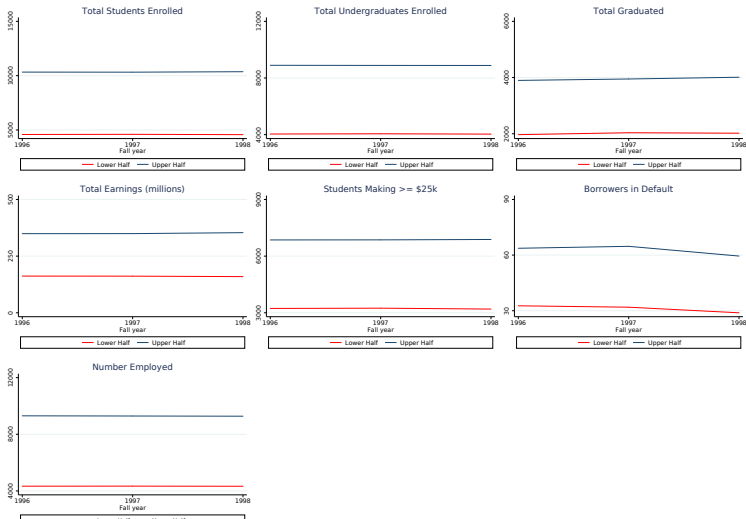 Total Students Enrolled
15000
10000
5000
1996
1997
1998
Fall year
Lower Half
Upper Half
Total Undergraduates Enrolled
12000
8000
4000
1996
1997
1998
Fall year
Lower Half
Upper Half
Total Graduated
6000
4000
2000
1996
1997
1998
Fall year
Lower Half
Upper Half
Total Earnings (millions)
500
250
0
1996
1997
1998
Fall year
Lower Half
Upper Half
Students Making >= $25k
9000
6000
3000
1996
1997
1998
Fall year
Lower Half
Upper Half
Borrowers in Default
90
60
30
1996
1997
1998
Fall year
Lower Half
Upper Half
Number Employed
12000
8000
4000
1996
1997
1998
Fall year